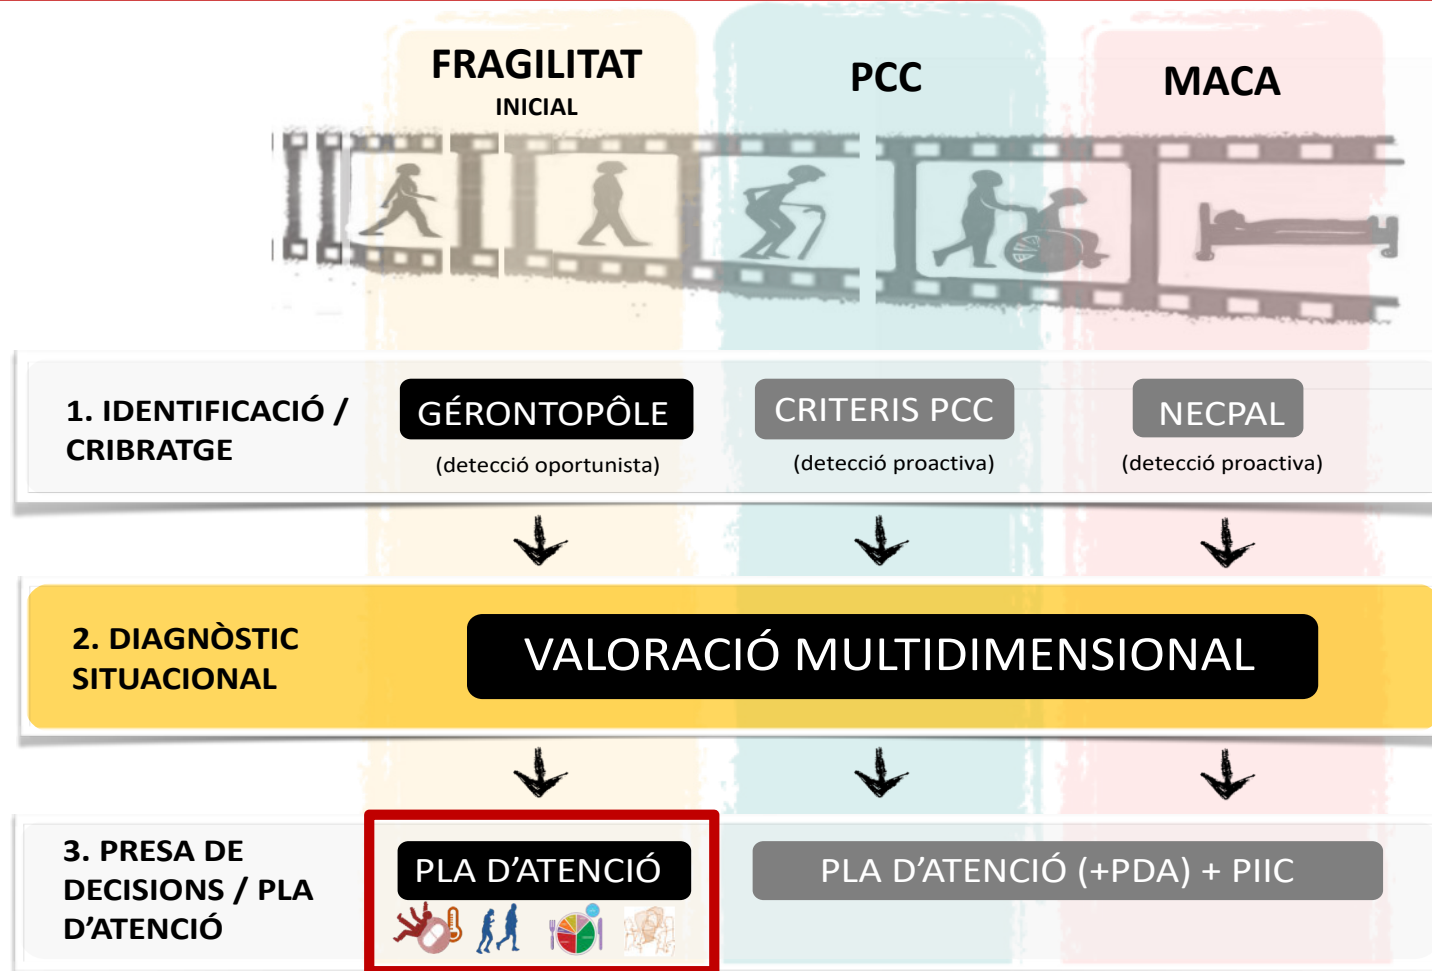 FRAGILITAT
INICIAL
PCC
MACA
1. IDENTIFICACIÓ /
CRIBRATGE
GÉRONTOPÔLE
(detecció oportunista)
CRITERIS PCC
(detecció proactiva)
NECPAL
(detecció proactiva)
2. DIAGNÒSTIC
SITUACIONAL
VALORACIÓ MULTIDIMENSIONAL
3. PRESA DE
DECISIONS / PLA
D’ATENCIÓ
PLA D’ATENCIÓ
PLA D’ATENCIÓ (+PDA) + PIIC